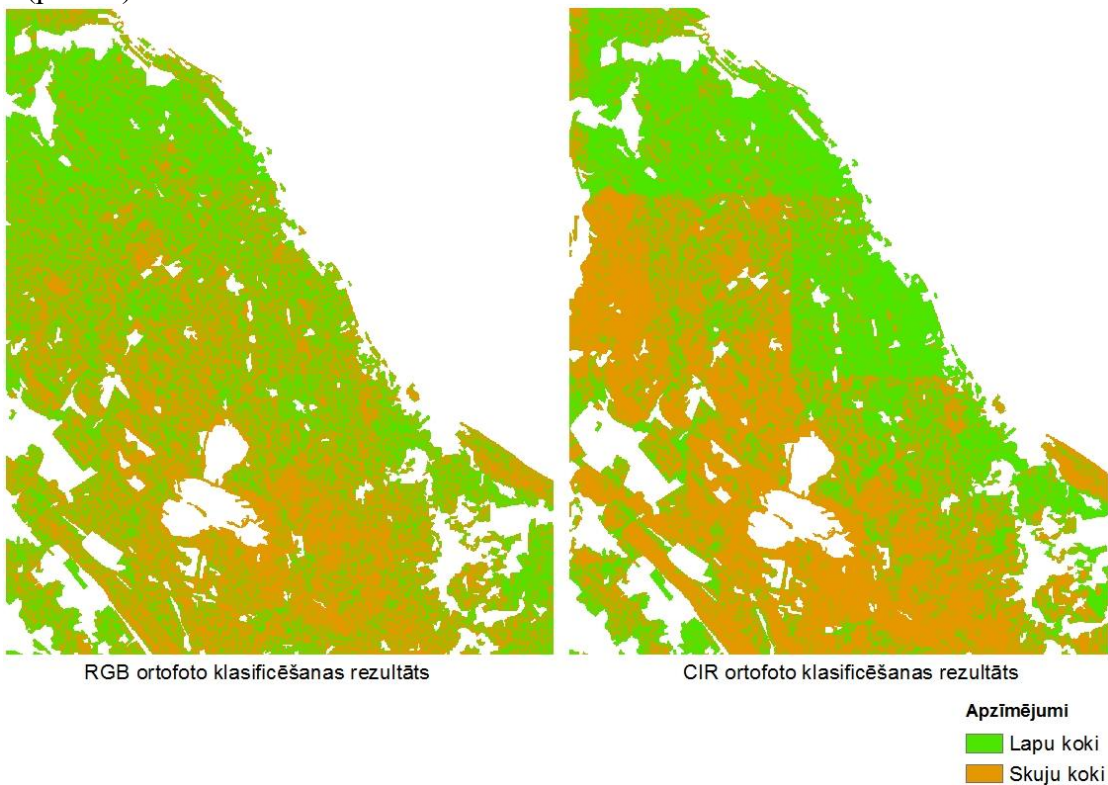 RGB ortofoto klasificēšanas rezultāts
CIR ortofoto klasificēšanas rezultāts
Apzīmējumi
Lapu koki
Skuju koki